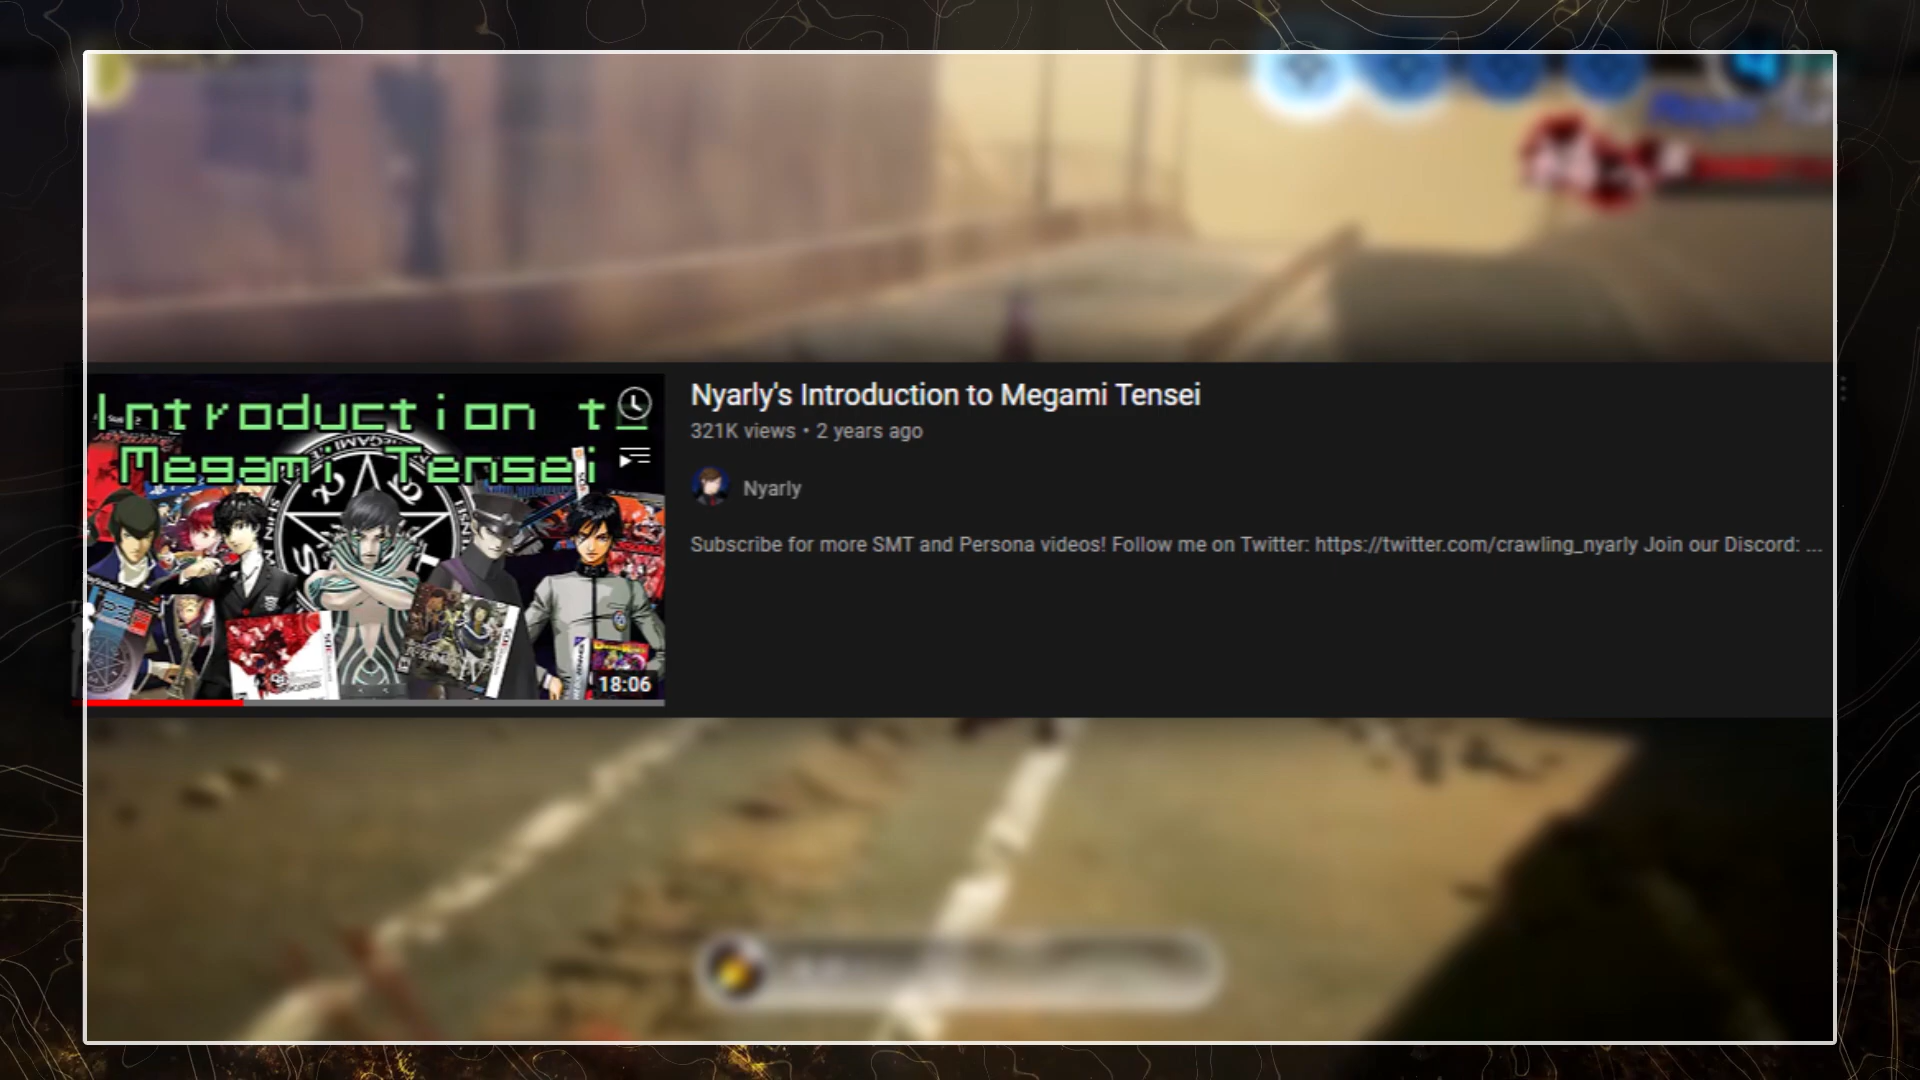 Introduction t
Megami Tensei
18:06
Nyarly's Introduction to Megami Tensei
321K views • 2 years ago
Nyarly
Subscribe for more SMT and Persona videos! Follow me on Twitter: https://twitter.com/crawling_nyarly Join our Discord: ...